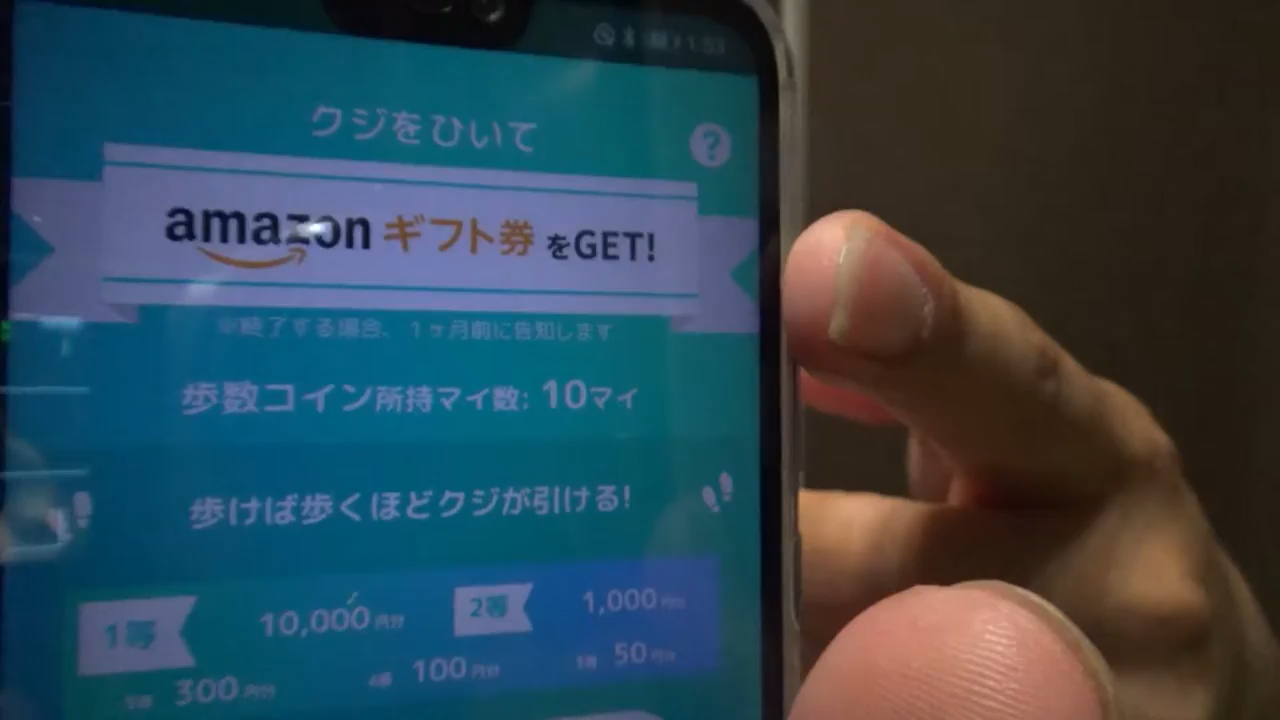 1:53
クジをひいて
?
amazon ギフト券 をGET!
※終了する場合、1ヶ月前に告知します
歩数コイン所持マイ数: 10マイ
歩けば歩くほどクジが引ける!
1等 10,000円分 2等 1,000円分
300円分 100円分 50円分